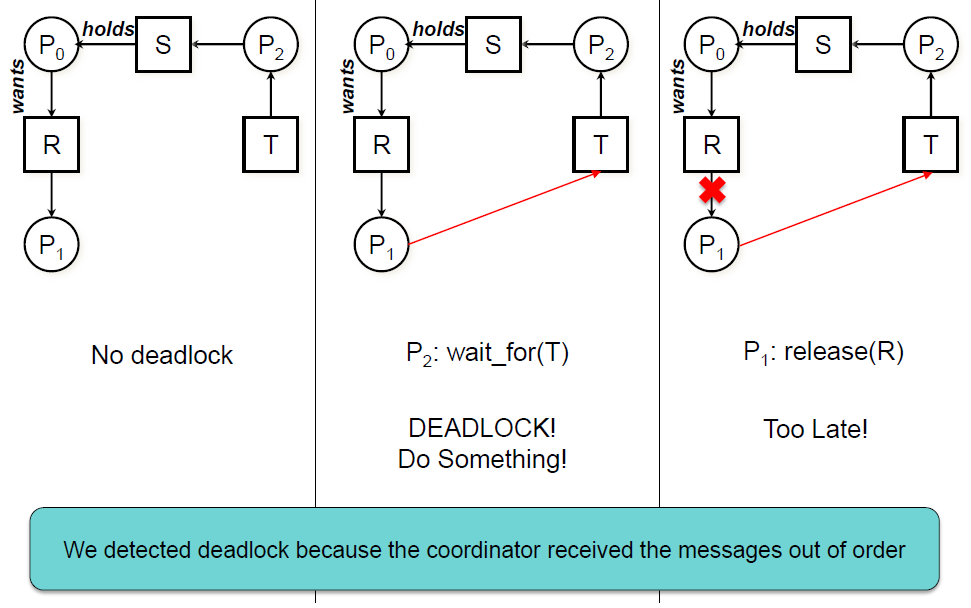 holds
P0
S
P2
wants
R
T
P1
No deadlock
holds
P0
S
P2
wants
R
T
P1
P2: wait_for(T)
DEADLOCK!
Do Something!
holds
P0
S
P2
wants
R
T
P1
P1: release(R)
Too Late!
We detected deadlock because the coordinator received the messages out of order